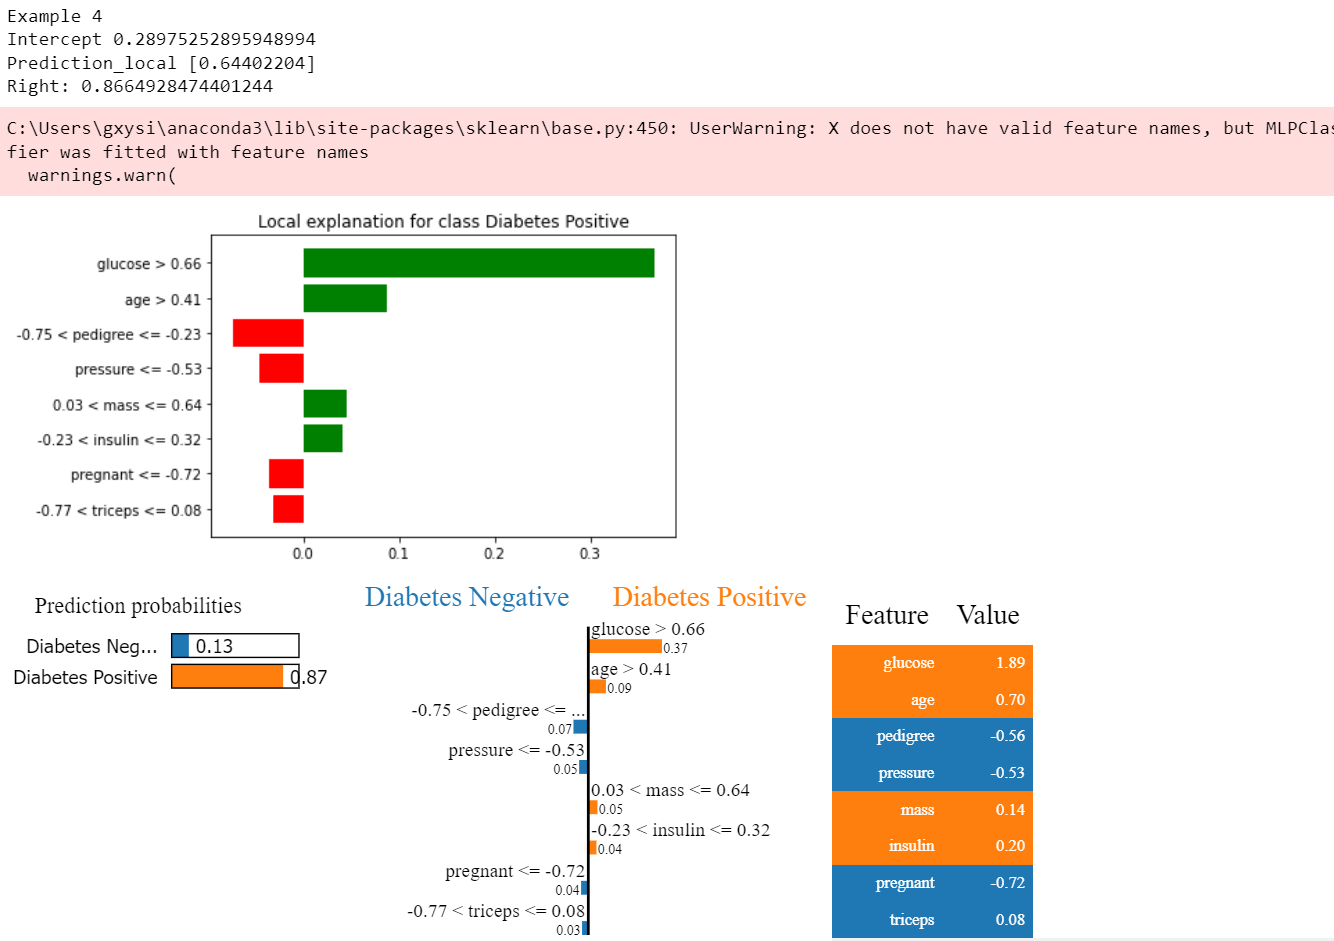 Example 4
Intercept 0.28975252895948994
Prediction_local [0.64402204]
Right: 0.8664928474401244
C:\Users\gxysi\anaconda3\lib\site-packages\sklearn\base.py:450: UserWarning: X does not have valid feature names, but MLPClas
fier was fitted with feature names
warnings.warn(
Local explanation for class Diabetes Positive
glucose > 0.66
age > 0.41
-0.75 < pedigree <= -0.23
pressure <= -0.53
0.03 < mass <= 0.64
-0.23 < insulin <= 0.32
pregnant <= -0.72
-0.77 < triceps <= 0.08
0.0 0.1 0.2 0.3
Prediction probabilities
Diabetes Neg... 0.13
Diabetes Positive 0.87
Diabetes Negative Diabetes Positive
glucose > 0.66
0.37
age > 0.41
0.09
-0.75 < pedigree <= ...
0.07
pressure <= -0.53
0.05
0.03 < mass <= 0.64
0.05
-0.23 < insulin <= 0.32
0.04
pregnant <= -0.72
0.04
-0.77 < triceps <= 0.08
0.03
Feature Value
glucose 1.89
age 0.70
pedigree -0.56
pressure -0.53
mass 0.14
insulin 0.20
pregnant -0.72
triceps 0.08